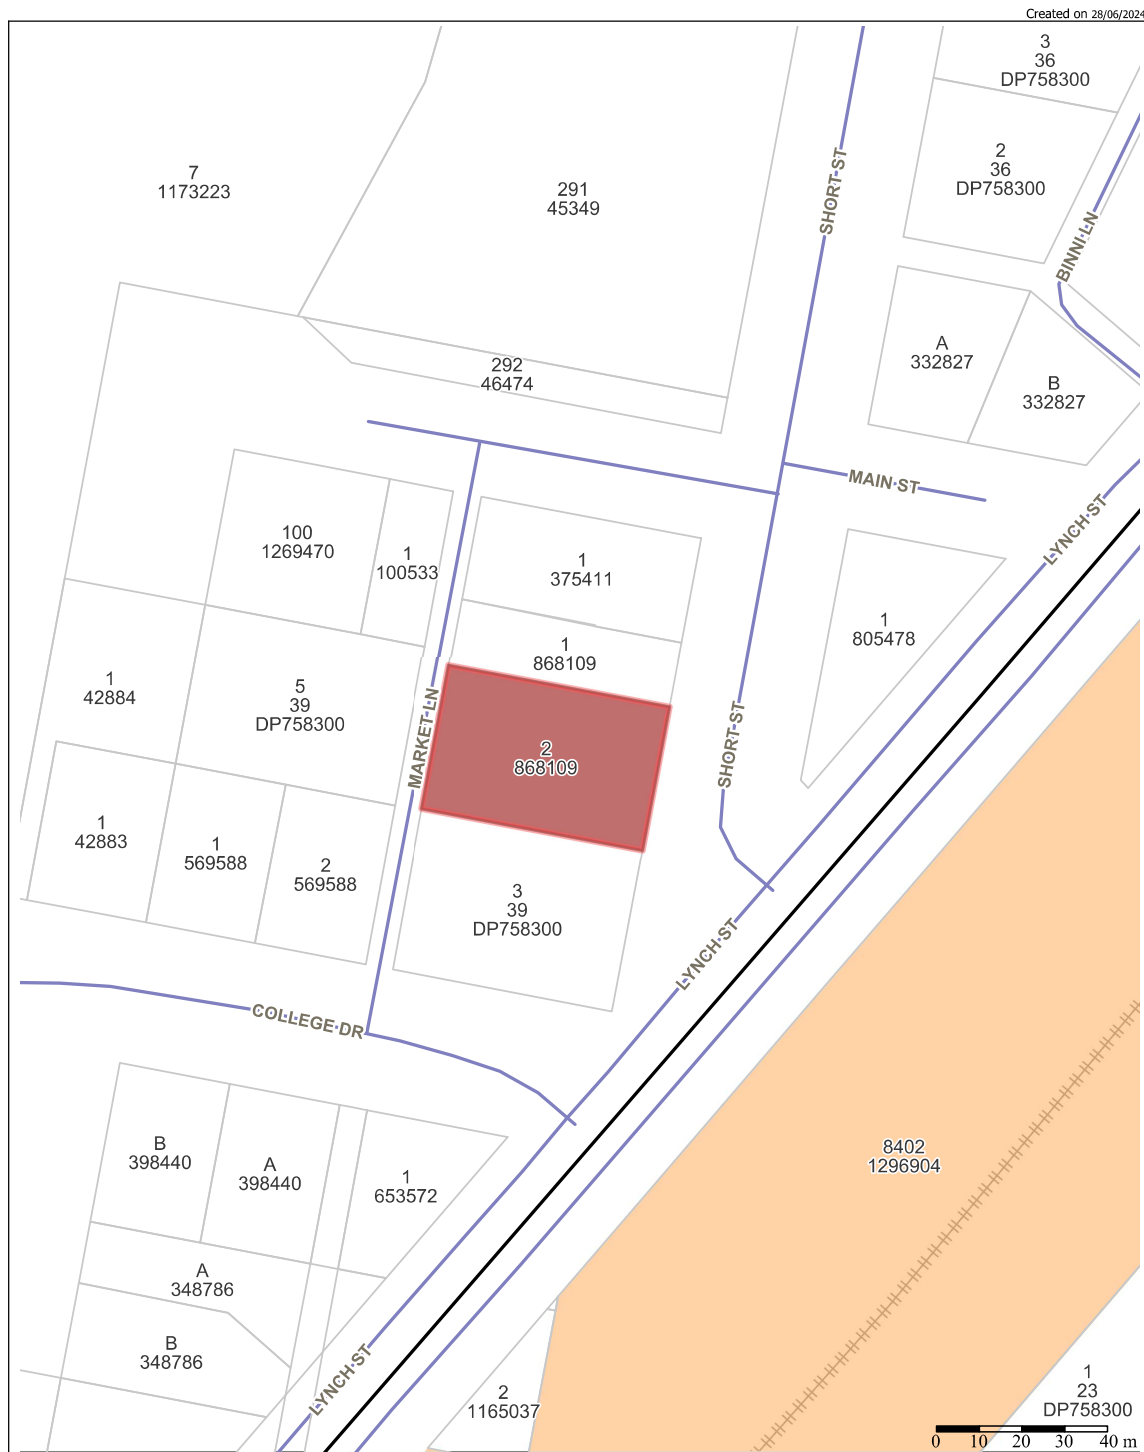 Created on 28/06/2024
3
36
DP758300
2
36
DP758300
7
1173223
291
45349
SHORT ST
BINNI LN
A
332827
B
332827
292
46474
MAIN ST
LYNCH ST
100
1269470
1
100533
1
375411
1
805478
1
868109
1
42884
5
39
DP758300
MARKET LN
2
868109
SHORT ST
1
42883
1
569588
2
569588
3
39
DP758300
LYNCH ST
COLLEGE DR
B
398440
A
398440
1
653572
8402
1296904
A
348786
B
348786
LYNCH ST
2
1165037
1
23
DP758300
0 10 20 30 40 m